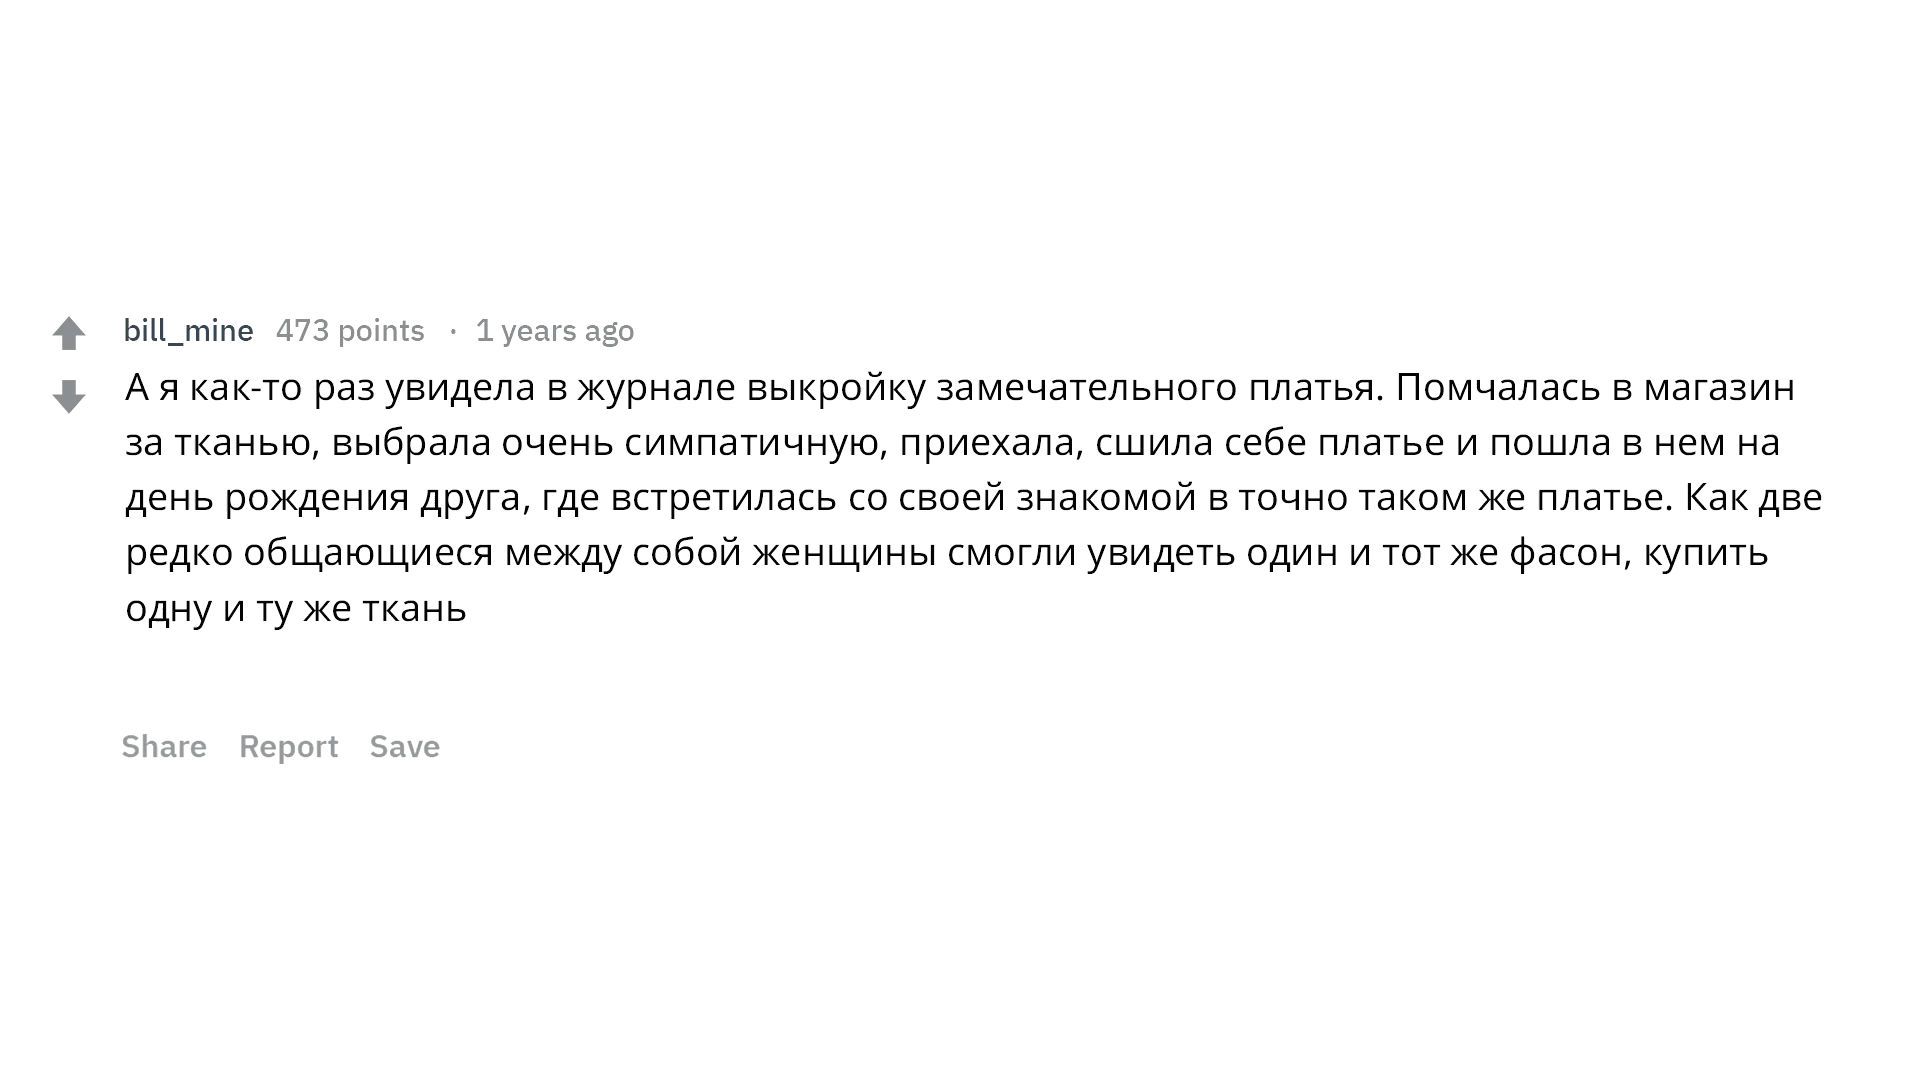 bill_mine 473 points · 1 years ago
А я как-то раз увидела в журнале выкройку замечательного платья. Помчалась в магазин
за тканью, выбрала очень симпатичную, приехала, сшила себе платье и пошла в нем на
день рождения друга, где встретилась со своей знакомой в точно таком же платье. Как две
редко общающиеся между собой женщины смогли увидеть один и тот же фасон, купить
одну и ту же ткань
Share Report Save